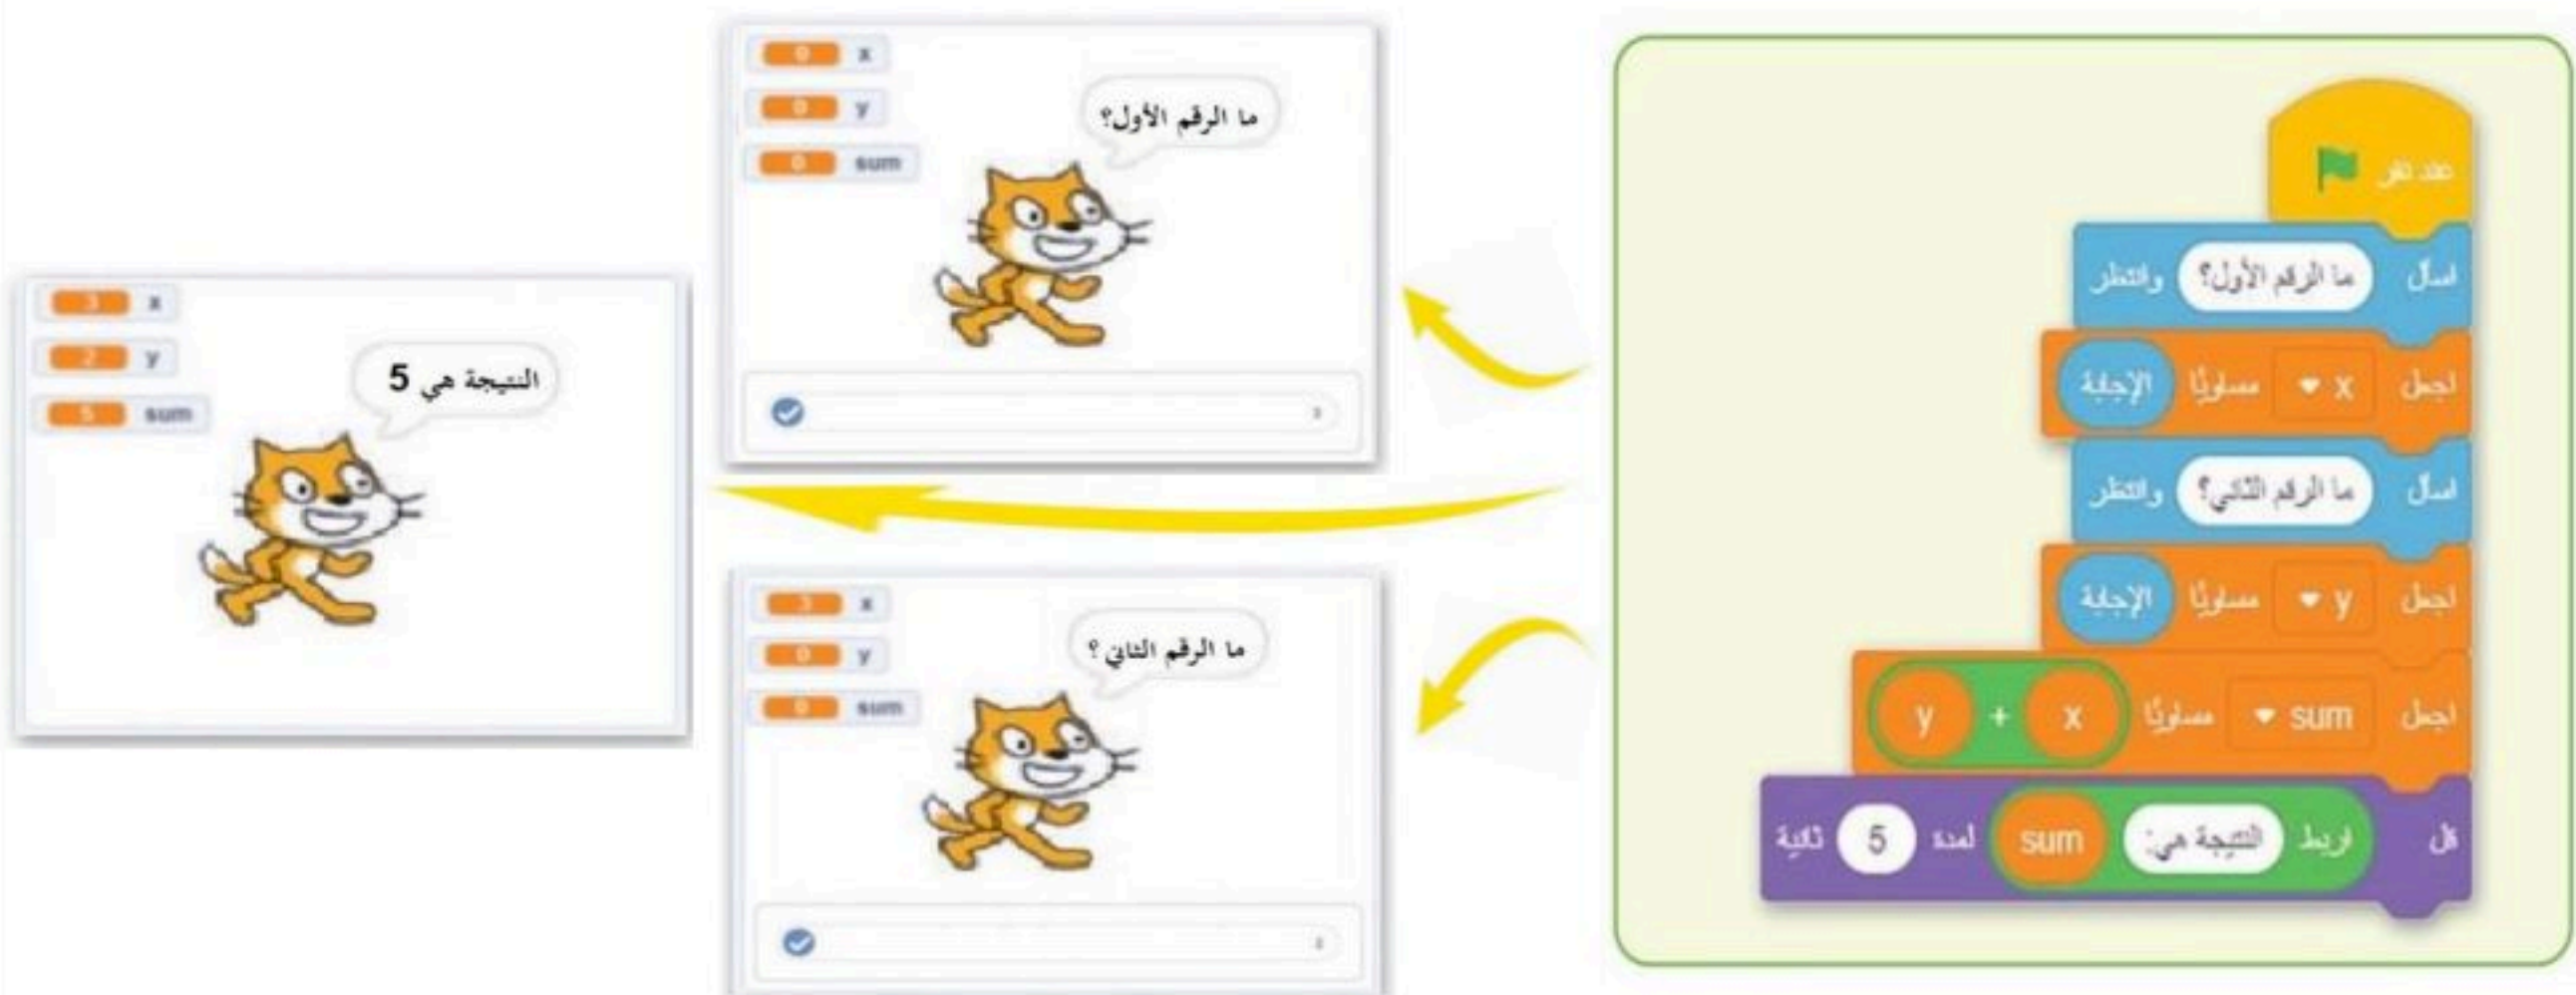 عند نقر
اسأل ما الرقم الأول؟ وانتظر
اجعل x مساويًا الإجابة
اسأل ما الرقم الثاني؟ وانتظر
اجعل y مساويًا الإجابة
اجعل sum مساويًا x + y
قل اربط النتيجة هي: sum لمدة 5 ثانية
0 x
0 y
0 sum
ما الرقم الأول؟
3 x
0 y
0 sum
ما الرقم الثاني ؟
3 x
2 y
5 sum
النتيجة هي 5